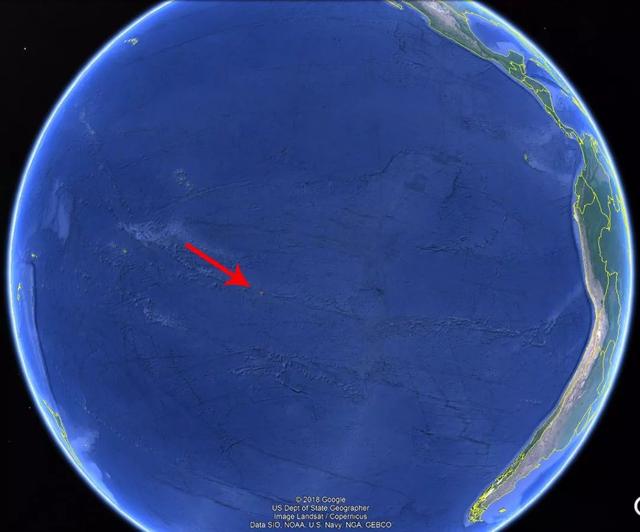 © 2018 Google
US Dept of State Geographer
Image Landsat / Copernicus
Data SIO, NOAA, U.S. Navy, NGA, GEBCO